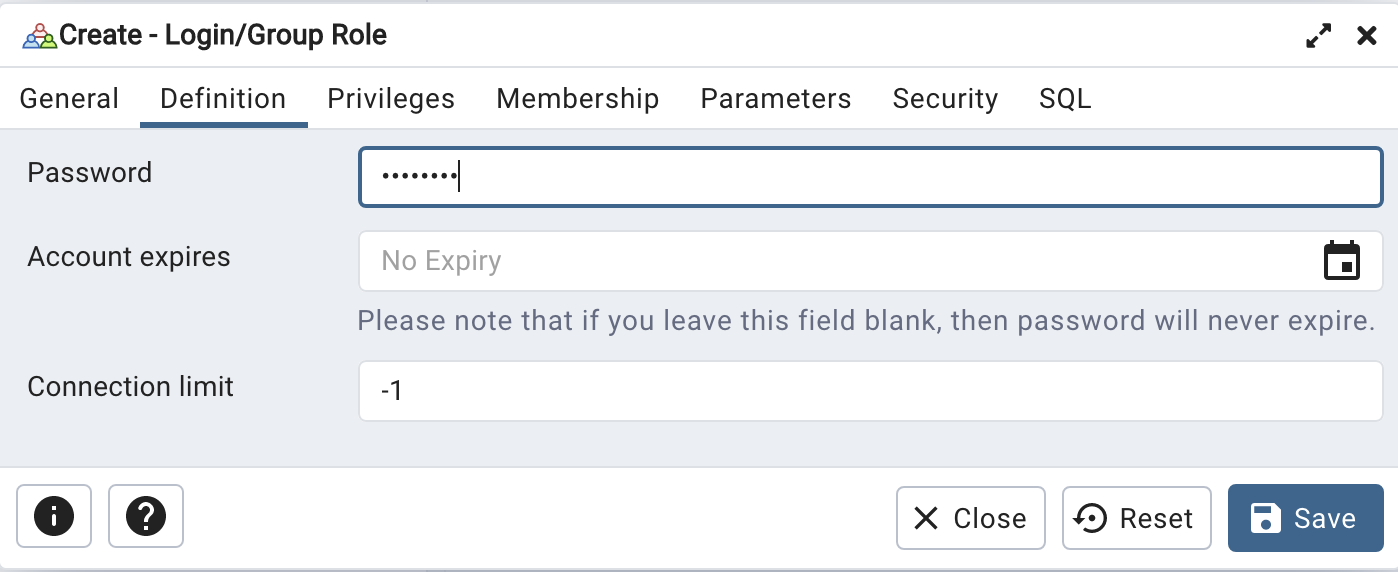 Create - Login/Group Role
General Definition Privileges Membership Parameters Security SQL
Password ••••••••
Account expires No Expiry
Please note that if you leave this field blank, then password will never expire.
Connection limit -1
Close Reset Save